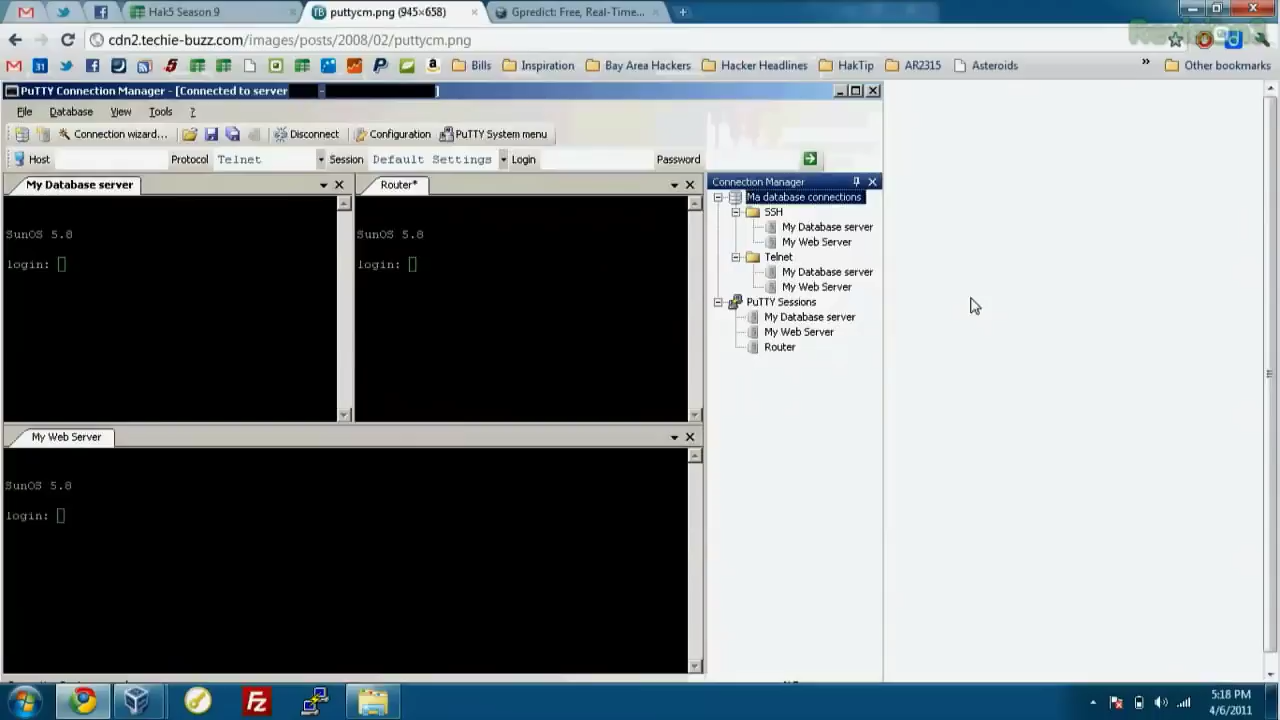 Hak5 Season 9
puttycm.png (945×658)
Gpredict: Free, Real-Time...
cdn2.techie-buzz.com/images/posts/2008/02/puttycm.png
Bills
Inspiration
Bay Area Hackers
Hacker Headlines
HakTip
AR2315
Asteroids
»
Other bookmarks
PuTTY Connection Manager - [Connected to server - ]
File Database View Tools ?
Connection wizard... Disconnect Configuration PuTTY System menu
Host Protocol Telnet Session Default Settings Login Password
My Database server
Router*
SunOS 5.8
login:
SunOS 5.8
login:
My Web Server
SunOS 5.8
login:
Connection Manager
Ma database connections
SSH
My Database server
My Web Server
Telnet
My Database server
My Web Server
PuTTY Sessions
My Database server
My Web Server
Router
5:18 PM
4/6/2011